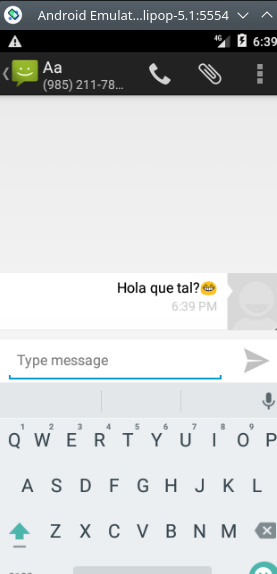 Android Emulat...lipop-5.1:5554
4G 6:39
Aa
(985) 211-78...
Hola que tal?😁
6:39 PM
Type message
1 2 3 4 5 6 7 8 9
Q W E R T Y U I O P
A S D F G H J K L
Z X C V B N M